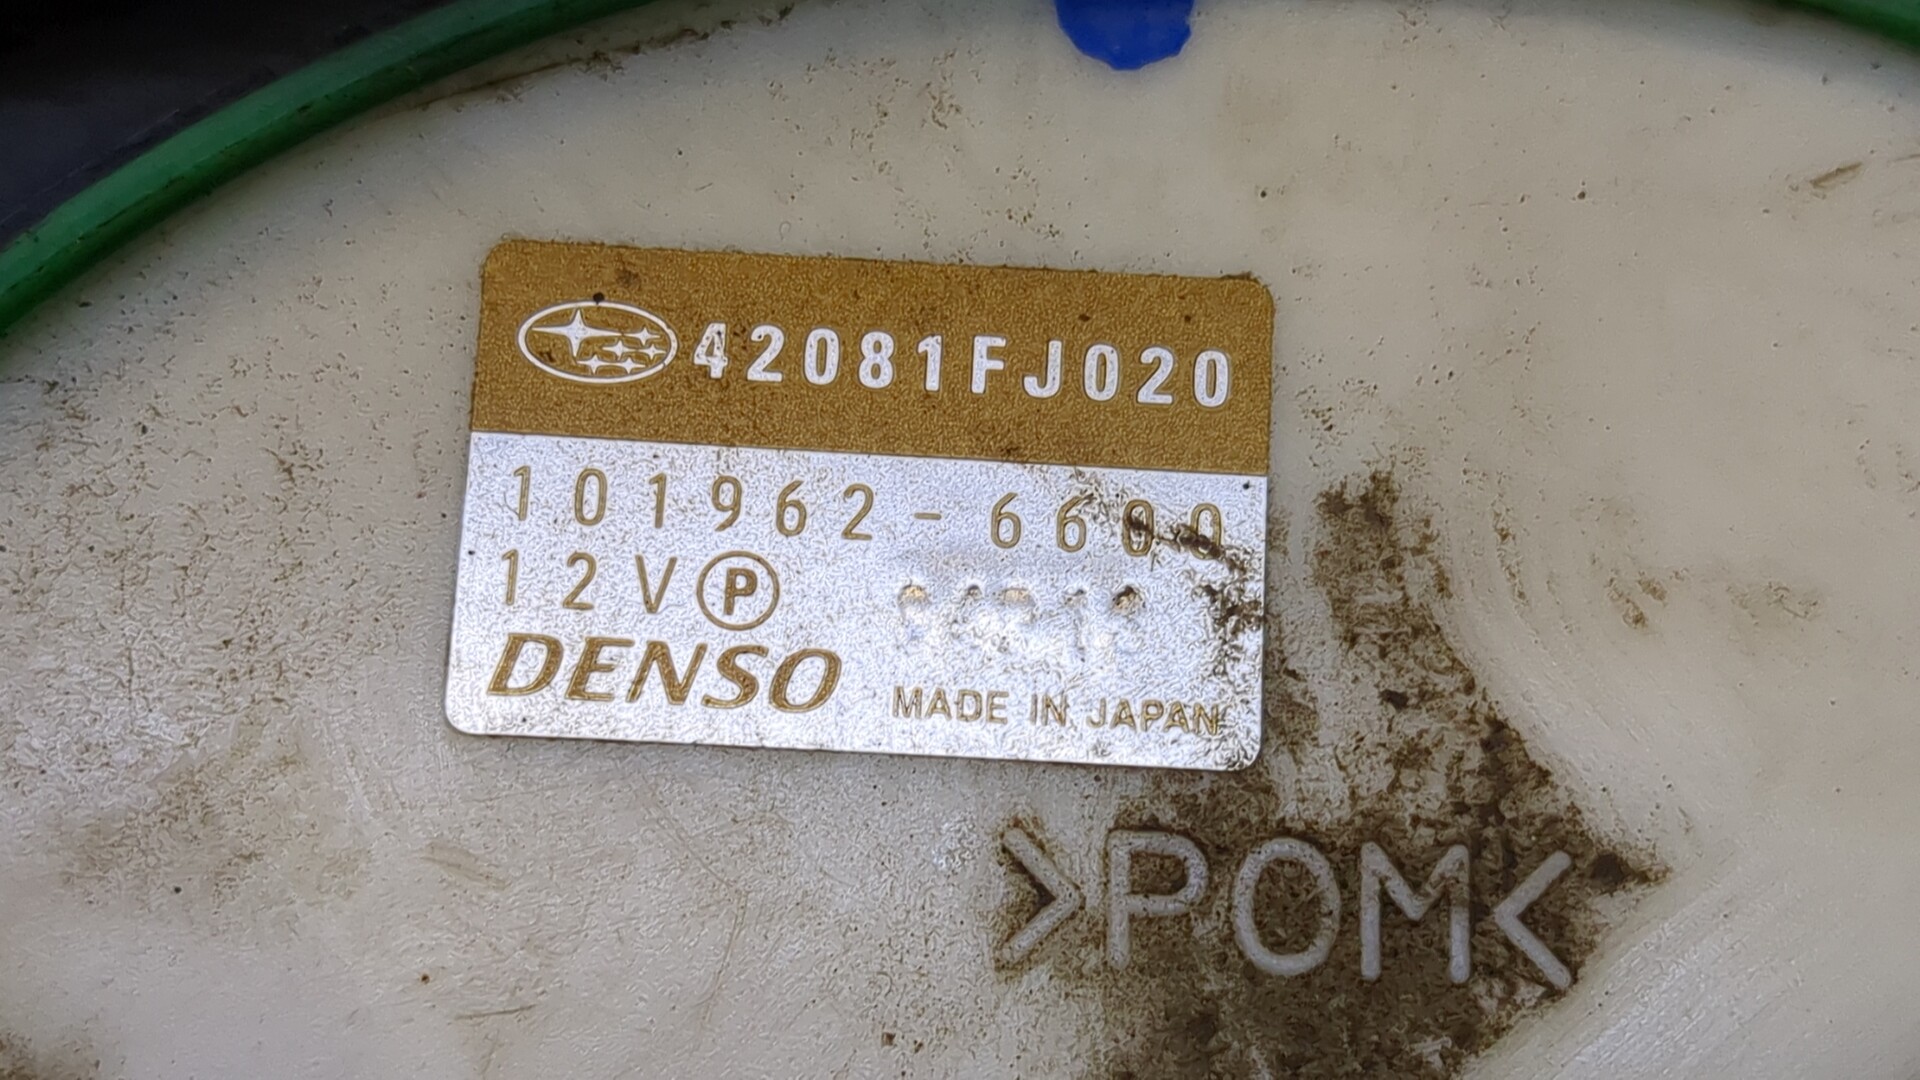 42081FJ020
101962-6600
12V Ⓟ
DENSO MADE IN JAPAN
>POM<